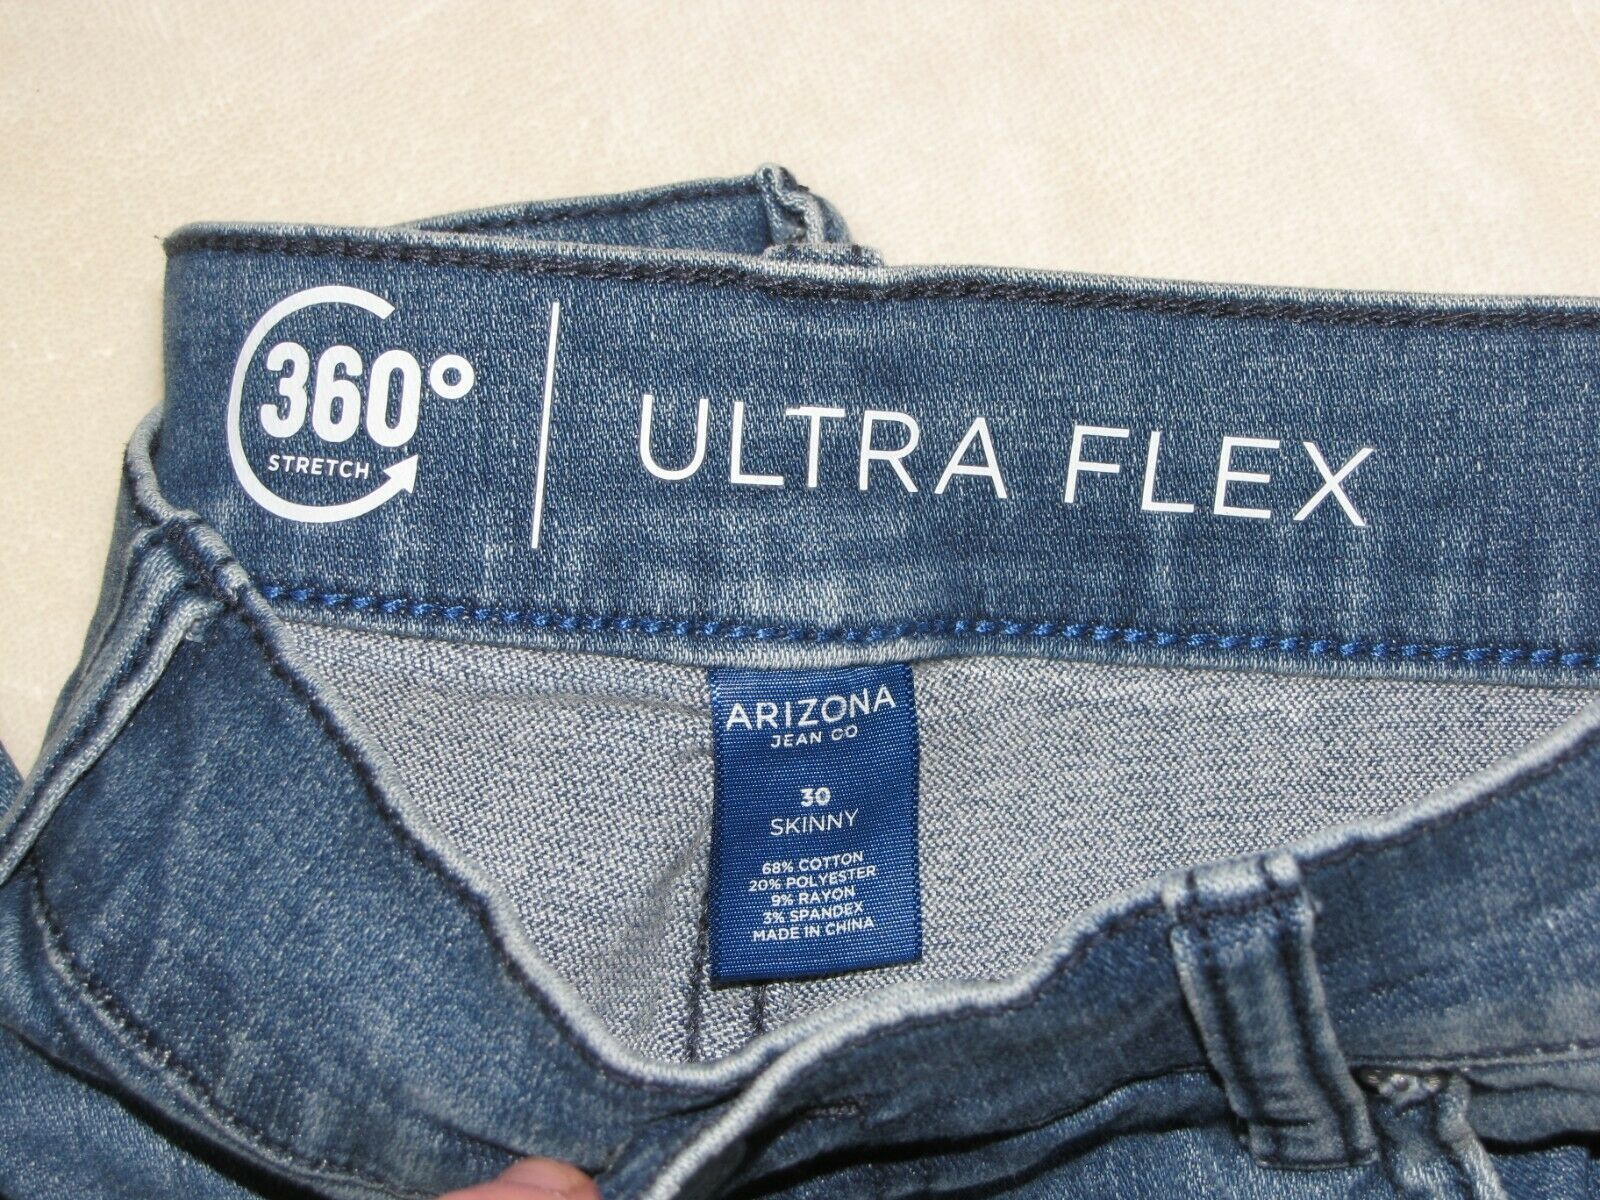 360°
STRETCH
ULTRA FLEX
ARIZONA
JEAN CO
30
SKINNY
68% COTTON
20% POLYESTER
9% RAYON
3% SPANDEX
MADE IN CHINA